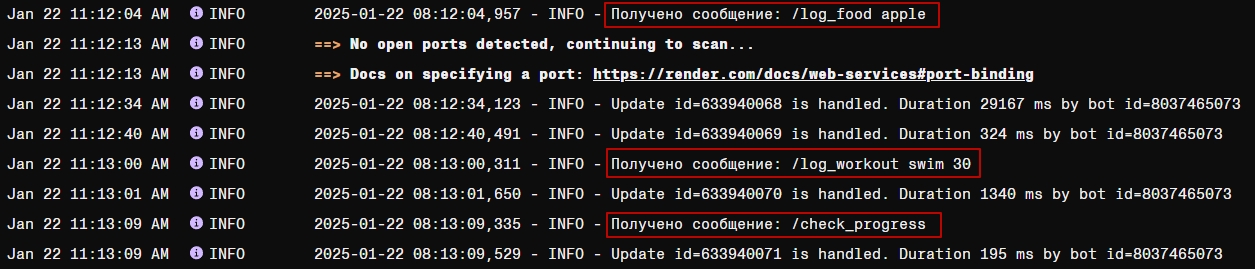 Jan 22 11:12:04 AM INFO 2025-01-22 08:12:04,957 - INFO - Получено сообщение: /log_food apple
Jan 22 11:12:13 AM INFO ==> No open ports detected, continuing to scan...
Jan 22 11:12:13 AM INFO ==> Docs on specifying a port: https://render.com/docs/web-services#port-binding
Jan 22 11:12:34 AM INFO 2025-01-22 08:12:34,123 - INFO - Update id=633940068 is handled. Duration 29167 ms by bot id=8037465073
Jan 22 11:12:40 AM INFO 2025-01-22 08:12:40,491 - INFO - Update id=633940069 is handled. Duration 324 ms by bot id=8037465073
Jan 22 11:13:00 AM INFO 2025-01-22 08:13:00,311 - INFO - Получено сообщение: /log_workout swim 30
Jan 22 11:13:01 AM INFO 2025-01-22 08:13:01,650 - INFO - Update id=633940070 is handled. Duration 1340 ms by bot id=8037465073
Jan 22 11:13:09 AM INFO 2025-01-22 08:13:09,335 - INFO - Получено сообщение: /check_progress
Jan 22 11:13:09 AM INFO 2025-01-22 08:13:09,529 - INFO - Update id=633940071 is handled. Duration 195 ms by bot id=8037465073